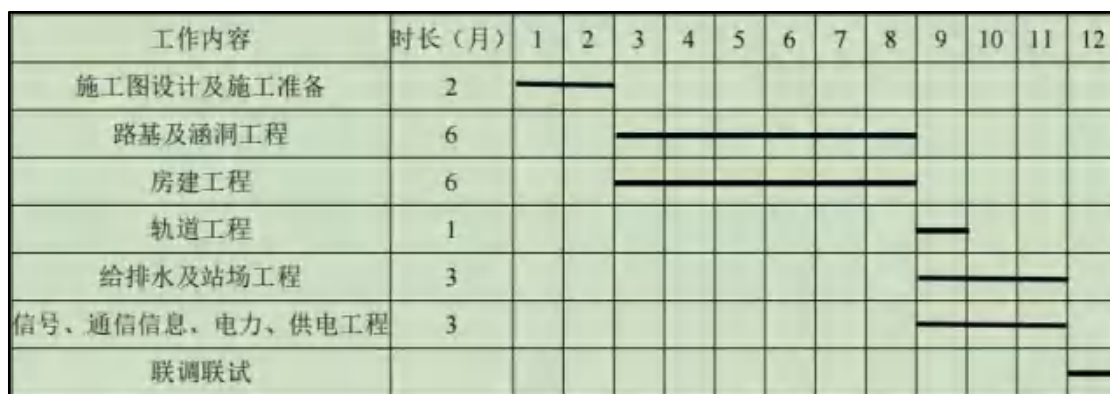 工作内容 时长（月） 1 2 3 4 5 6 7 8 9 10 11 12
施工图设计及施工准备 2
路基及涵洞工程 6
房建工程 6
轨道工程 1
给排水及站场工程 3
信号、通信信息、电力、供电工程 3
联调联试